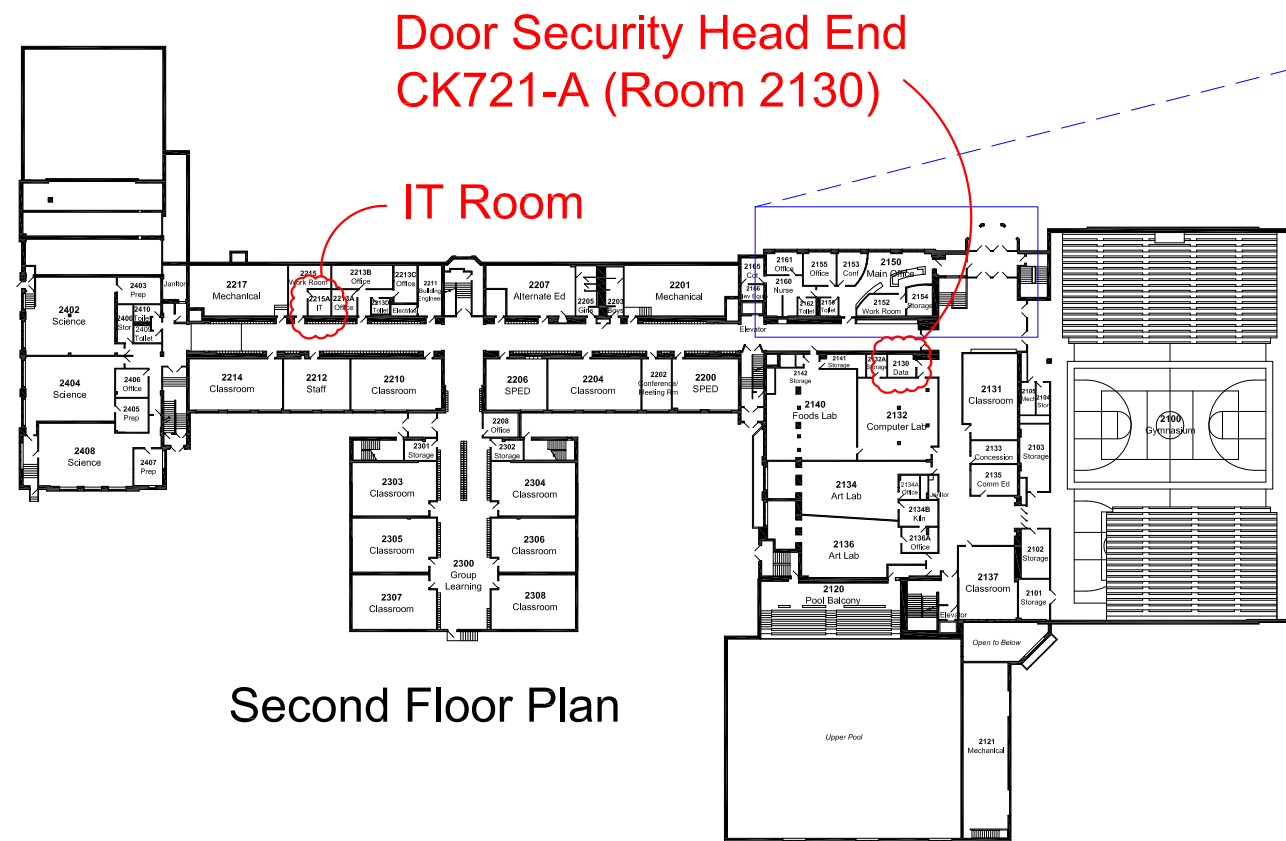 Door Security Head End
CK721-A (Room 2130)
IT Room
2403
Prep
Janitor
2402
Science
2410
Toilet
2400
Stor
2409
Toilet
2404
Science
2406
Office
2405
Prep
2408
Science
2407
Prep
2217
Mechanical
2215
Work Room
2215A
IT
2213B
Office
2213A
Office
2213D
Toilet
2213C
Office
Electrical
2211
Building
Engineer
2207
Alternate Ed
2205
Girls
2203
Boys
2201
Mechanical
2165
2161
Office
2160
Nurse
2166
2162
Toilet
2155
Office
2153
Conf
2150
Main Office
2152
Work Room
2154
Storage
Toilet
Elevator
2214
Classroom
2212
Staff
2210
Classroom
2206
SPED
2204
Classroom
2202
Conference/
Meeting Rm
2200
SPED
2208
Office
2301
Storage
2302
Storage
2303
Classroom
2304
Classroom
2305
Classroom
2306
Classroom
2300
Group
Learning
2307
Classroom
2308
Classroom
2142
Storage
2141
Storage
2132A
Storage
2130
Data
2140
Foods Lab
2132
Computer Lab
2131
Classroom
2105
Mech
2104
Stor
2100
Gymnasium
2133
Concession
2103
Storage
2135
Comm Ed
2134
Art Lab
2134A
Office
Janitor
2134B
Kiln
2136
Art Lab
2136A
Office
2102
Storage
2137
Classroom
2101
Storage
2120
Pool Balcony
Elevator
Open to Below
Second Floor Plan
Upper Pool
2121
Mechanical